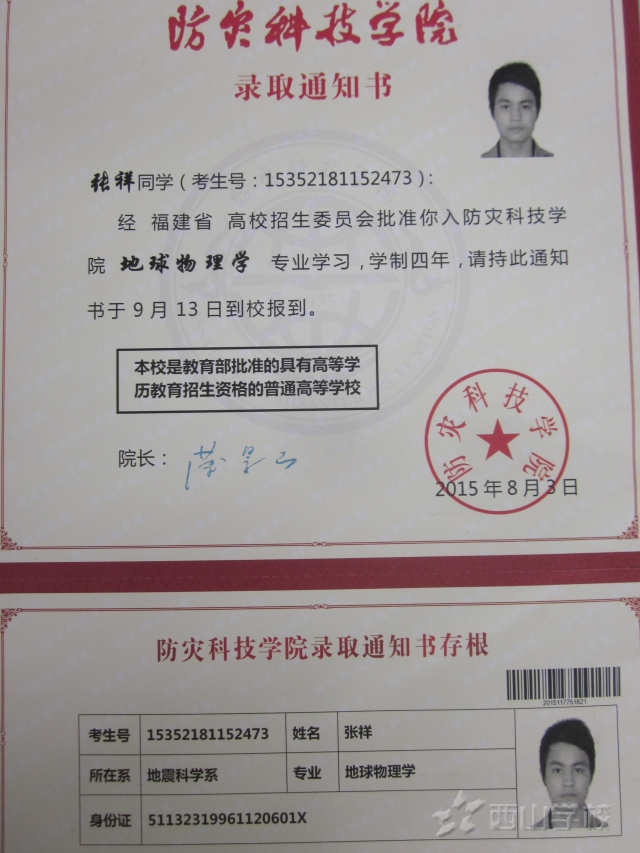 防灾科技学院
录取通知书
张祥同学（考生号：15352181152473）：
经 福建省 高校招生委员会批准你入防灾科技学
院 地球物理学 专业学习，学制四年，请持此通知
书于9月13日到校报到。
本校是教育部批准的具有高等学
历教育招生资格的普通高等学校
院长：
防灾科技学院
2015年8月3日
防灾科技学院录取通知书存根
2015117751821
考生号 15352181152473 姓名 张祥
所在系 地震科学系 专业 地球物理学
身份证 51132319961120601X
西山学校